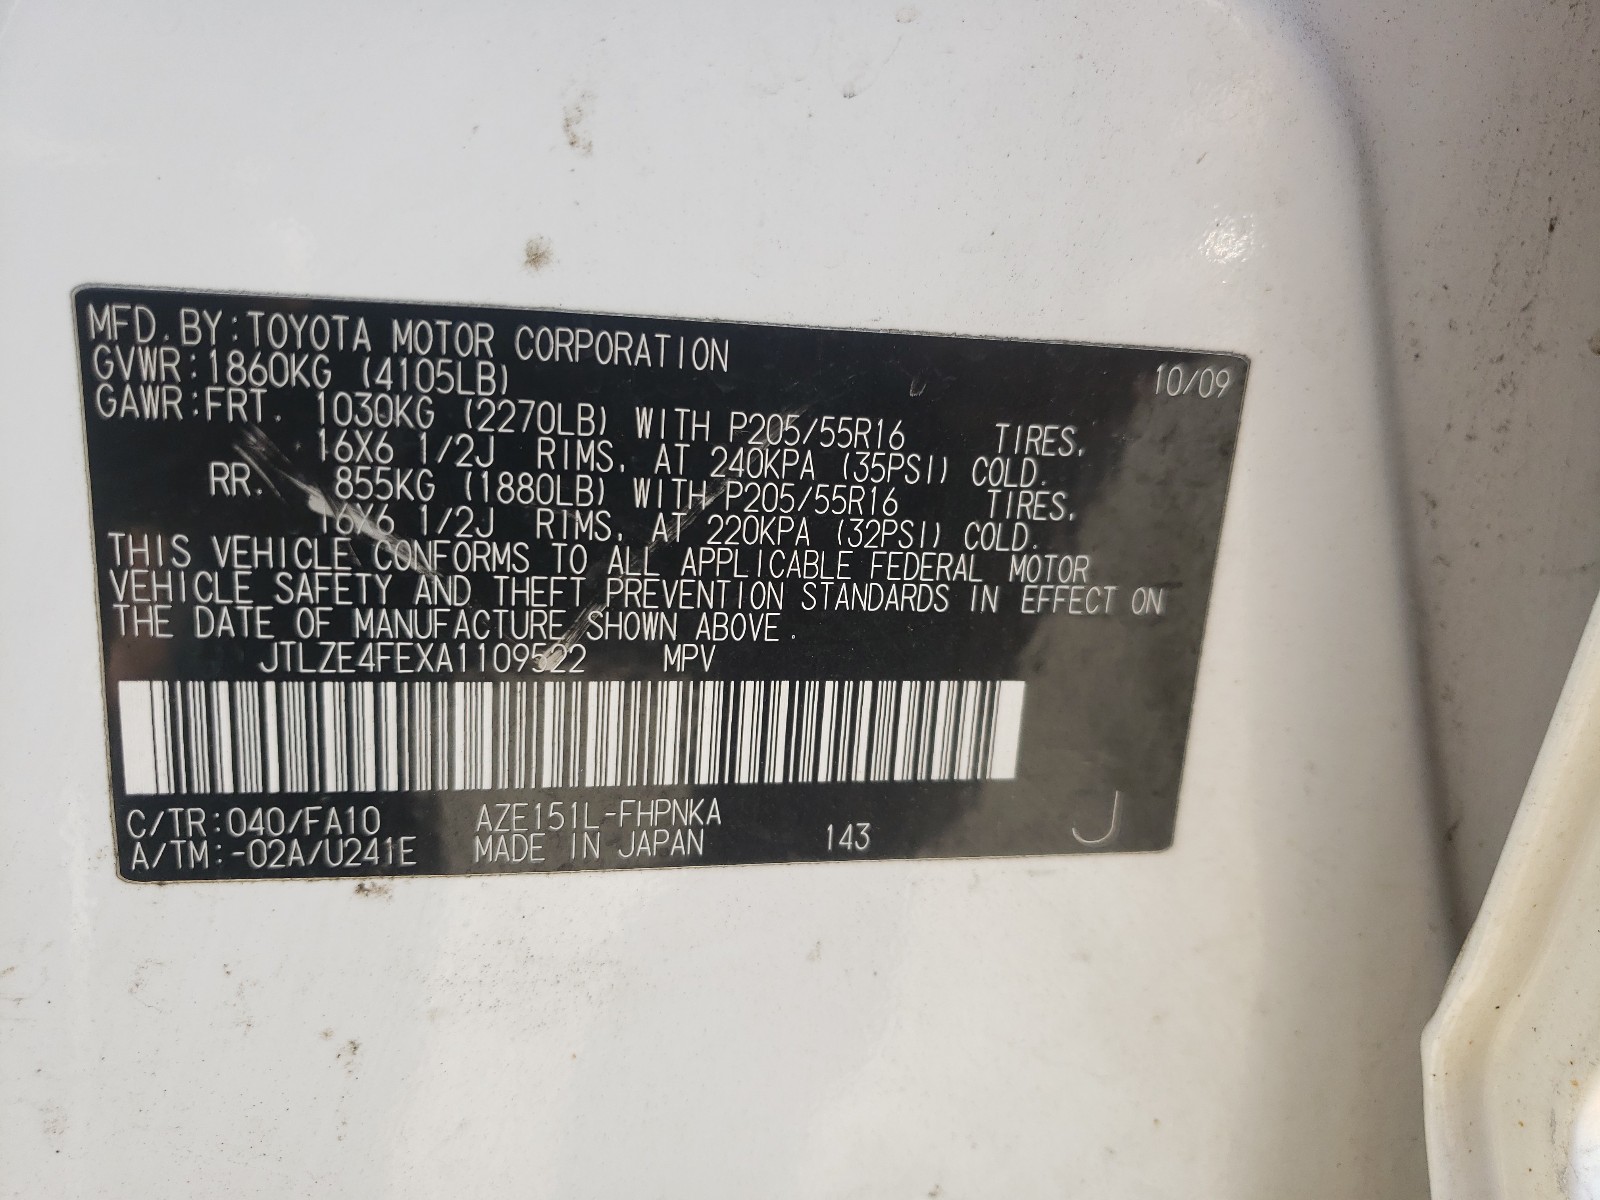 MFD. BY: TOYOTA MOTOR CORPORATION 10/09
GVWR: 1860KG (4105LB)
GAWR: FRT. 1030KG (2270LB) WITH P205/55R16 TIRES,
16X6 1/2J RIMS, AT 240KPA (35PSI) COLD.
RR. 855KG (1880LB) WITH P205/55R16 TIRES,
16X6 1/2J RIMS, AT 220KPA (32PSI) COLD.
THIS VEHICLE CONFORMS TO ALL APPLICABLE FEDERAL MOTOR
VEHICLE SAFETY AND THEFT PREVENTION STANDARDS IN EFFECT ON
THE DATE OF MANUFACTURE SHOWN ABOVE.
JTLZE4FEXA1109522 MPV
C/TR: 040/FA10 AZE151L-FHPNKA
A/TM: -02A/U241E MADE IN JAPAN 143 J